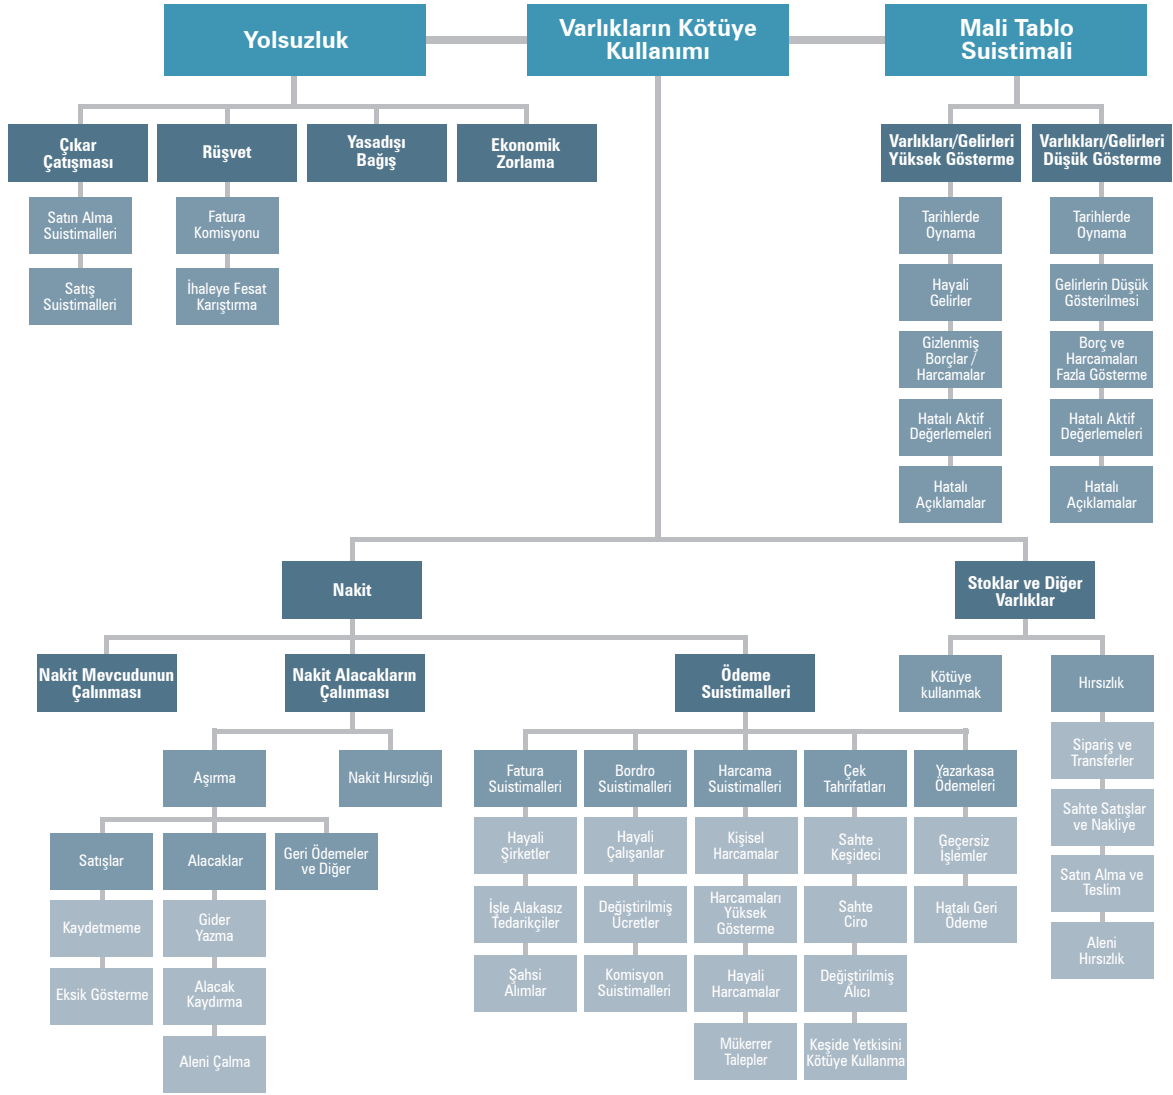 Yolsuzluk
Varlıkların Kötüye
Kullanımı
Mali Tablo
Suistimali
Çıkar
Çatışması
Satın Alma
Suistimalleri
Satış
Suistimalleri
Rüşvet
Fatura
Komisyonu
İhaleye Fesat
Karıştırma
Yasadışı
Bağış
Ekonomik
Zorlama
Varlıkları/Gelirleri
Yüksek Gösterme
Tarihlerde
Oynama
Hayali
Gelirler
Gizlenmiş
Borçlar /
Harcamalar
Hatalı Aktif
Değerlemeleri
Hatalı
Açıklamalar
Varlıkları/Gelirleri
Düşük Gösterme
Tarihlerde
Oynama
Gelirlerin Düşük
Gösterilmesi
Borç ve
Harcamaları
Fazla Gösterme
Hatalı Aktif
Değerlemeleri
Hatalı
Açıklamalar
Nakit
Nakit Mevcudunun
Çalınması
Nakit Alacakların
Çalınması
Aşırma
Satışlar
Kaydetmeme
Eksik Gösterme
Alacaklar
Gider
Yazma
Alacak
Kaydırma
Aleni Çalma
Geri Ödemeler
ve Diğer
Nakit Hırsızlığı
Ödeme
Suistimalleri
Fatura
Suistimalleri
Hayali
Şirketler
İşle Alakasız
Tedarikçiler
Şahsi
Alımlar
Bordro
Suistimalleri
Hayali
Çalışanlar
Değiştirilmiş
Ücretler
Komisyon
Suistimalleri
Harcama
Suistimalleri
Kişisel
Harcamalar
Harcamaları
Yüksek
Gösterme
Hayali
Harcamalar
Mükerrer
Talepler
Çek
Tahrifatları
Sahte
Keşideci
Sahte
Ciro
Değiştirilmiş
Alıcı
Keşide Yetkisini
Kötüye Kullanma
Yazarkasa
Ödemeleri
Geçersiz
İşlemler
Hatalı Geri
Ödeme
Stoklar ve Diğer
Varlıklar
Kötüye
kullanmak
Hırsızlık
Sipariş ve
Transferler
Sahte Satışlar
ve Nakliye
Satın Alma ve
Teslim
Aleni
Hırsızlık